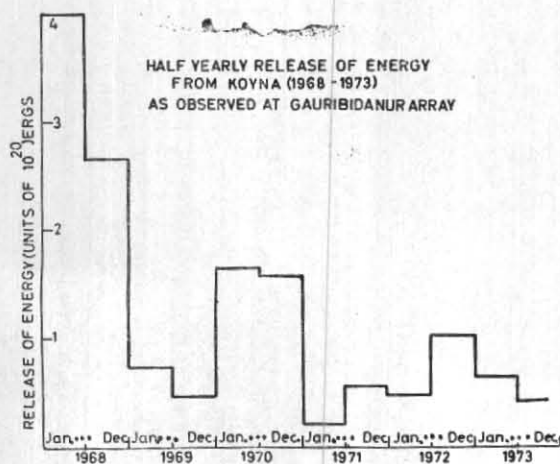 HALF YEARLY RELEASE OF ENERGY
FROM KOYNA (1968-1973)
AS OBSERVED AT GAURIBIDANUR ARRAY
RELEASE OF ENERGY (UNITS OF 10²⁰) ERGS
4
3
2
1
Jan.... Dec Jan.... Dec. Jan.... Dec. Jan.... Dec. Jan.... Dec. Jan.... Dec.
1968 1969 1970 1971 1972 1973